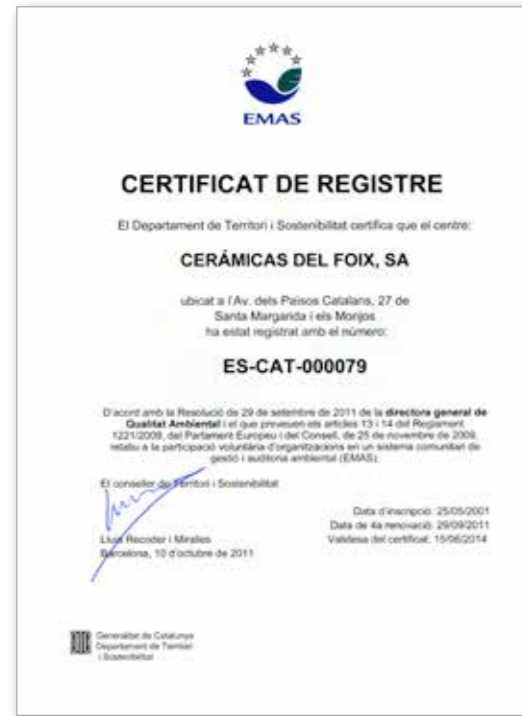 EMAS
CERTIFICAT DE REGISTRE
El Departament de Territori i Sostenibilitat certifica que el centre:
CERÁMICAS DEL FOIX, SA
ubicat a l'Av. dels Països Catalans, 27 de
Santa Margarida i els Monjos
ha estat registrat amb el número:
ES-CAT-000079
D'acord amb la Resolució de 29 de setembre de 2011 de la directora general de
Qualitat Ambiental i el que preveuen els articles 13 i 14 del Reglament
1221/2009, del Parlament Europeu i del Consell, de 25 de novembre de 2009,
relatiu a la participació voluntària d'organitzacions en un sistema comunitari de
gestió i auditoria ambiental (EMAS).
El conseller de Territori i Sostenibilitat
Data d'inscripció: 25/05/2001
Data de 4a renovació: 29/09/2011
Lluís Recoder i Miralles
Validesa del certificat: 15/06/2014
Barcelona, 10 d'octubre de 2011
Generalitat de Catalunya
Departament de Territori
i Sostenibilitat